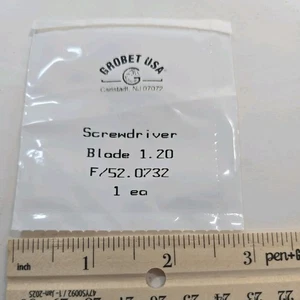 GROBET USA
G
Carlstadt, NJ 07072
Screwdriver
Blade 1.20
F/52.0732
1 ea
inch
1 2 3
pen+G